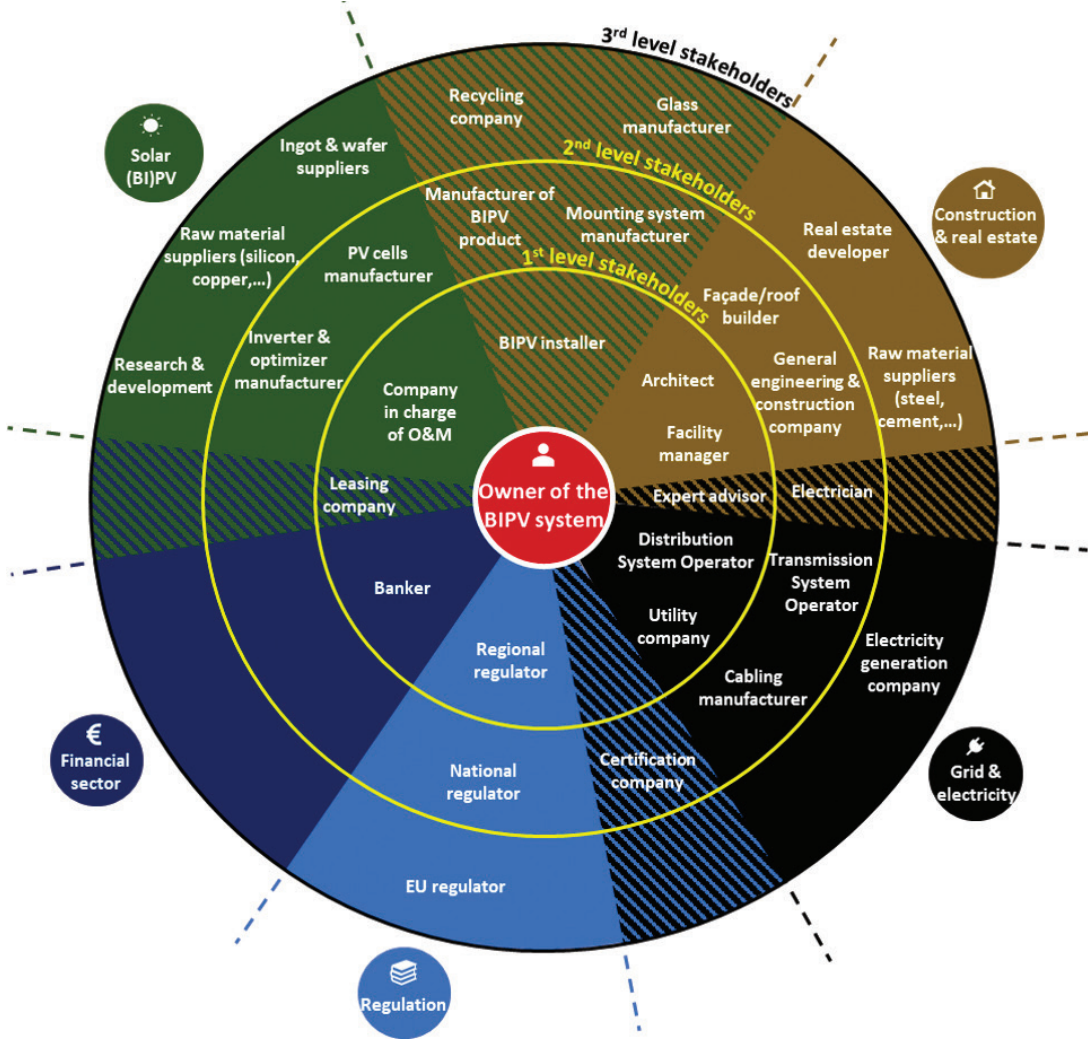 3rd level stakeholders
Recycling
company
Glass
manufacturer
Solar
(BI)PV
Ingot & wafer
suppliers
2nd level stakeholders
Manufacturer of
BIPV
product
Mounting system
manufacturer
Construction
& real estate
Raw material
suppliers (silicon,
copper,...)
PV cells
manufacturer
1st level stakeholders
Real estate
developer
Façade/roof
builder
Research &
development
Inverter &
optimizer
manufacturer
BIPV installer
Company
in charge
of O&M
Architect
General
engineering &
construction
company
Raw material
suppliers
(steel,
cement,...)
Facility
manager
Leasing
company
Owner of the
BIPV system
Expert advisor
Electrician
Banker
Distribution
System Operator
Transmission
System
Operator
Utility
company
Regional
regulator
Cabling
manufacturer
Electricity
generation
company
€
Financial
sector
National
regulator
Certification
company
Grid &
electricity
EU regulator
Regulation